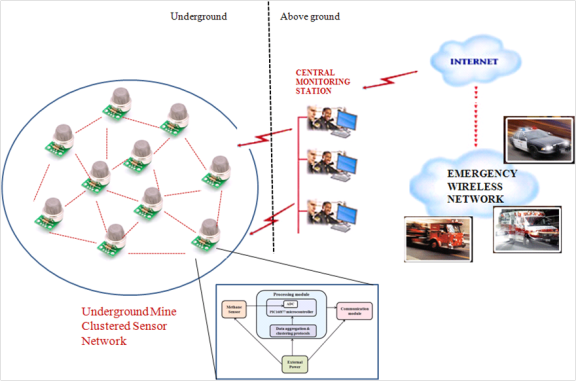 Underground
Above ground
CENTRAL
MONITORING
STATION
INTERNET
EMERGENCY
WIRELESS
NETWORK
Underground Mine
Clustered Sensor
Network
Processing module
Methane
Sensor
microcontroller
Communication
module
Data aggregation &
clustering protocols
External
Power